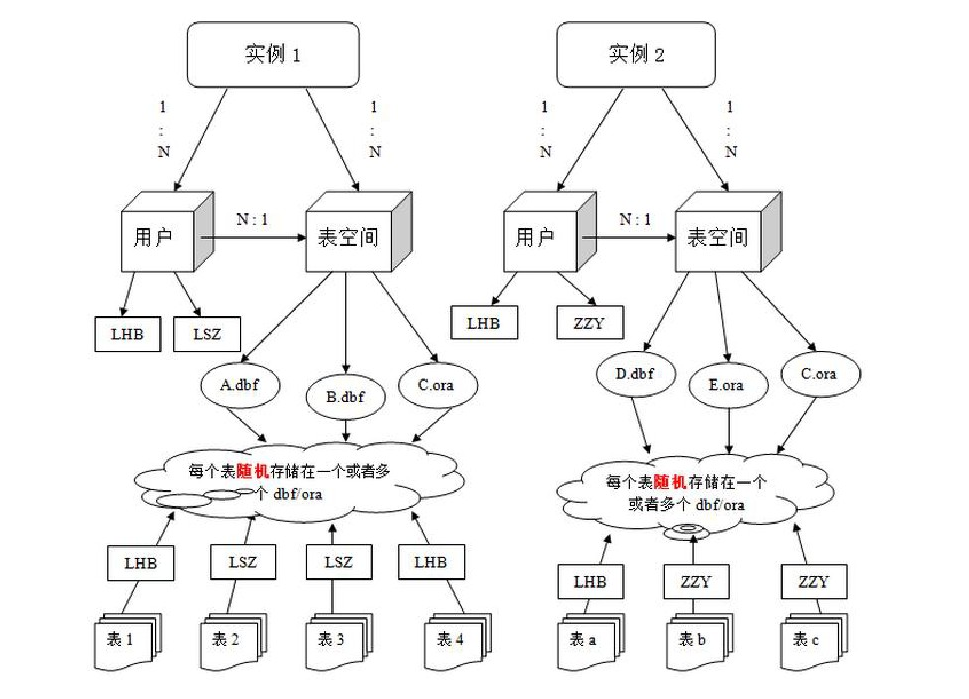 实例 1
实例 2
1
:
N
1
:
N
1
:
N
1
:
N
用户
N : 1
表空间
用户
N : 1
表空间
LHB
LSZ
LHB
ZZY
A.dbf
B.dbf
C.ora
D.dbf
E.ora
C.ora
每个表随机存储在一个或者多
个 dbf/ora
每个表随机存储在一个
或者多个 dbf/ora
LHB
LSZ
LSZ
LHB
LHB
ZZY
ZZY
表 1
表 2
表 3
表 4
表 a
表 b
表 c